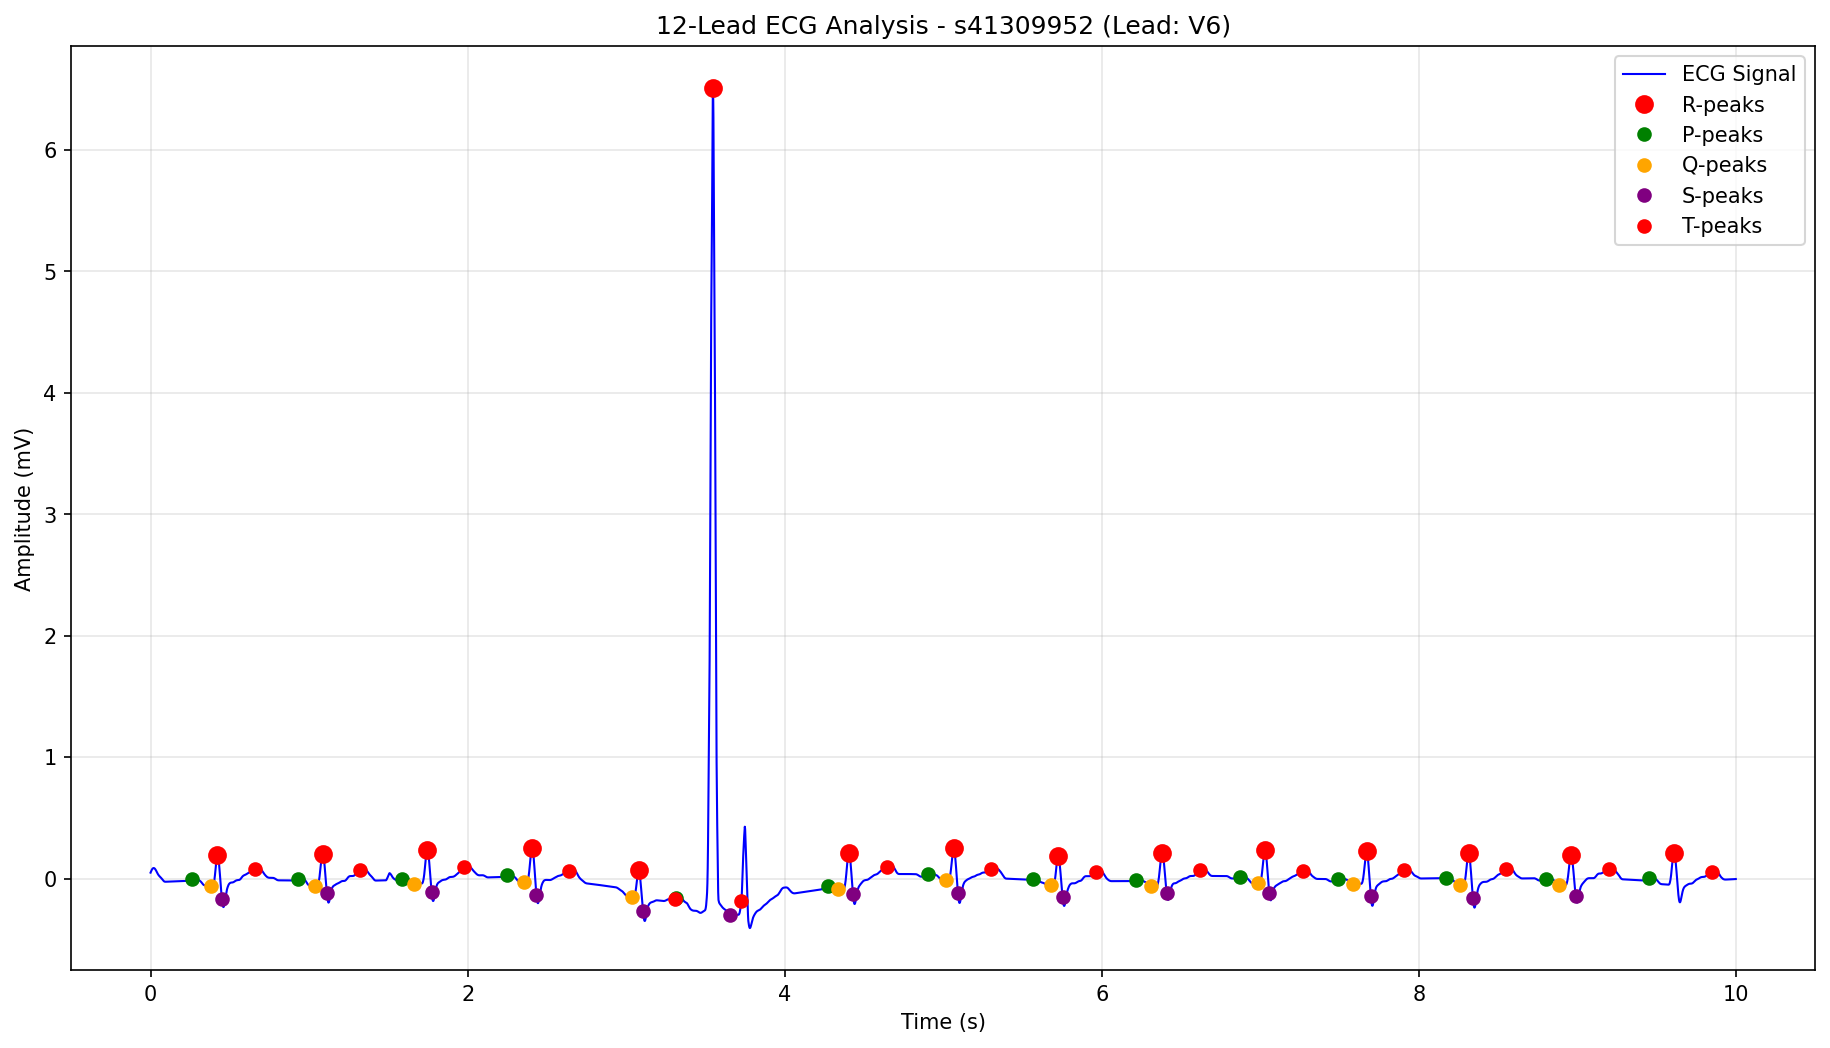 12-Lead ECG Analysis - s41309952 (Lead: V6)
ECG Signal
R-peaks
P-peaks
Q-peaks
S-peaks
T-peaks
Amplitude (mV)
6
5
4
3
2
1
0
0 2 4 6 8 10
Time (s)